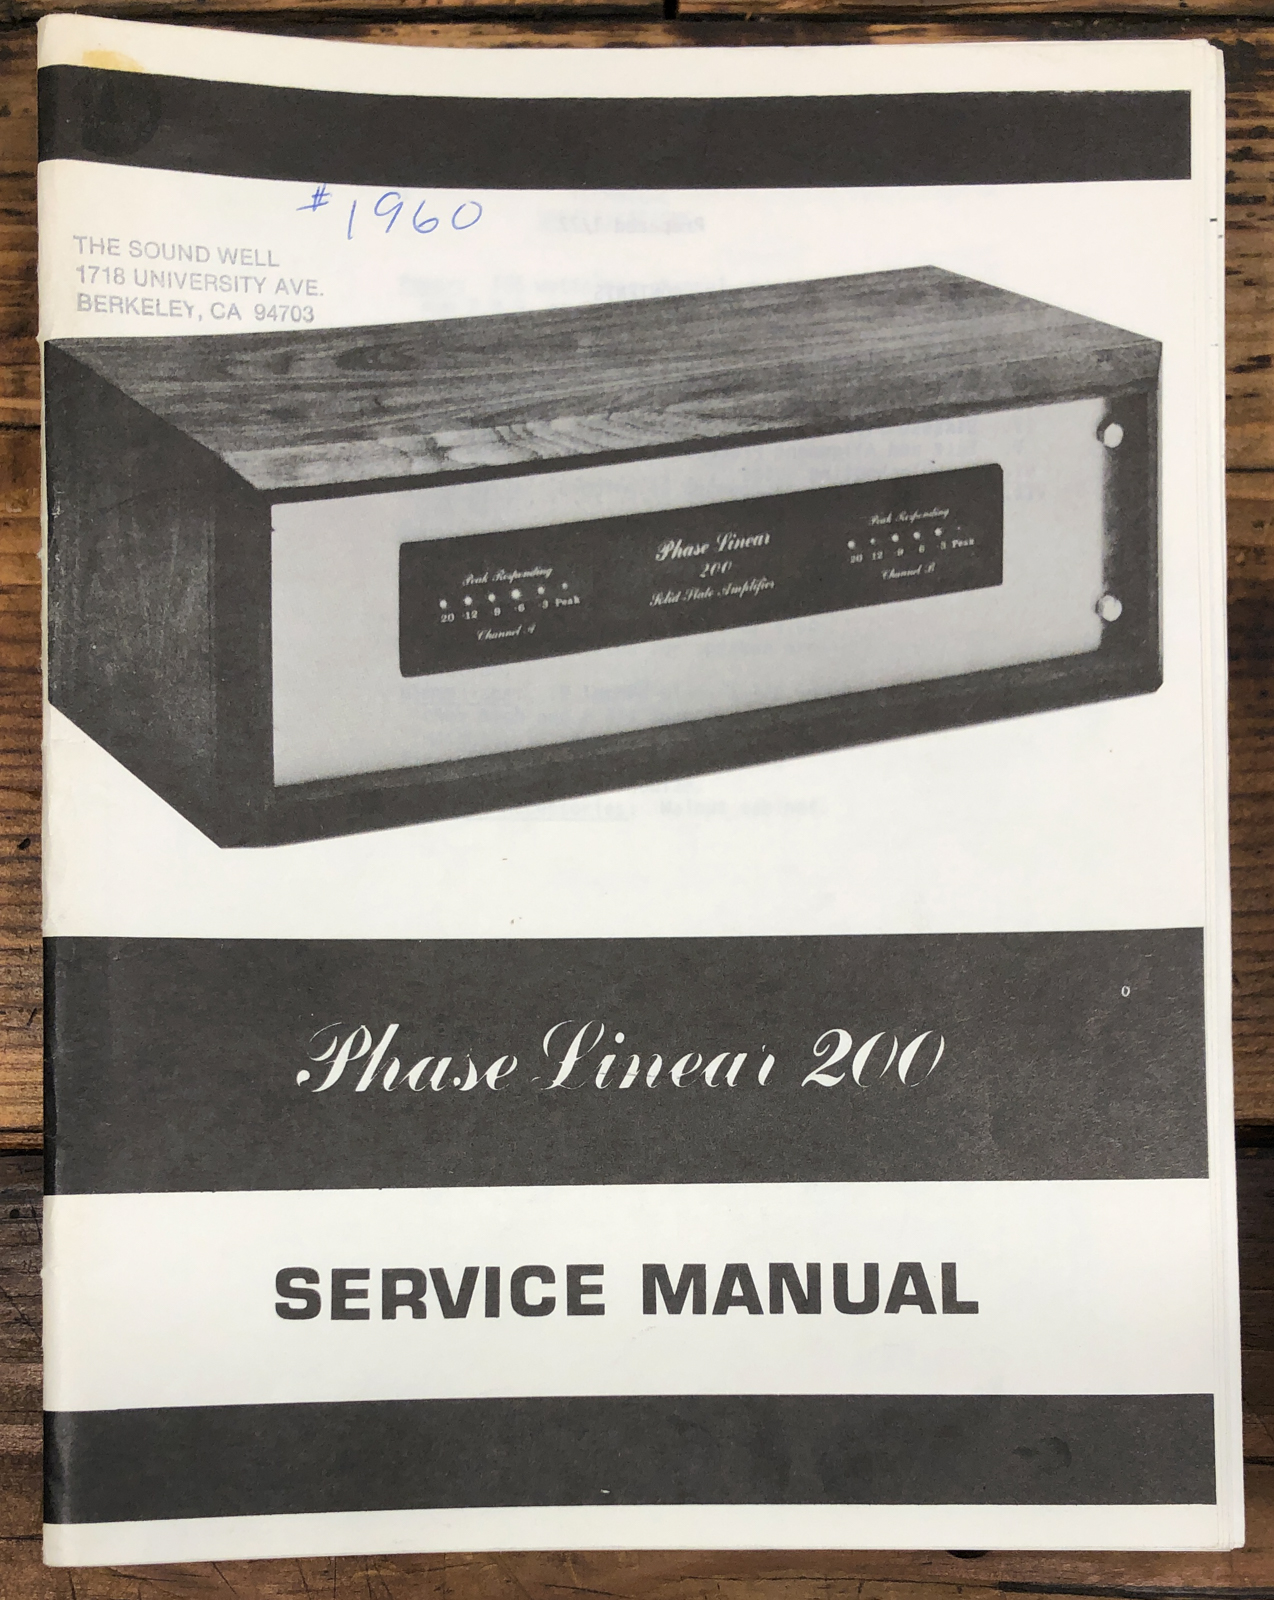 # 1960
THE SOUND WELL
1718 UNIVERSITY AVE.
BERKELEY, CA 94703
Peak Responding
20 -12 9 -6 -3 Peak
Channel A
Phase Linear
200
Solid State Amplifier
Peak Responding
20 12 -9 6 -3 Peak
Channel B
Phase Linear 200
SERVICE MANUAL